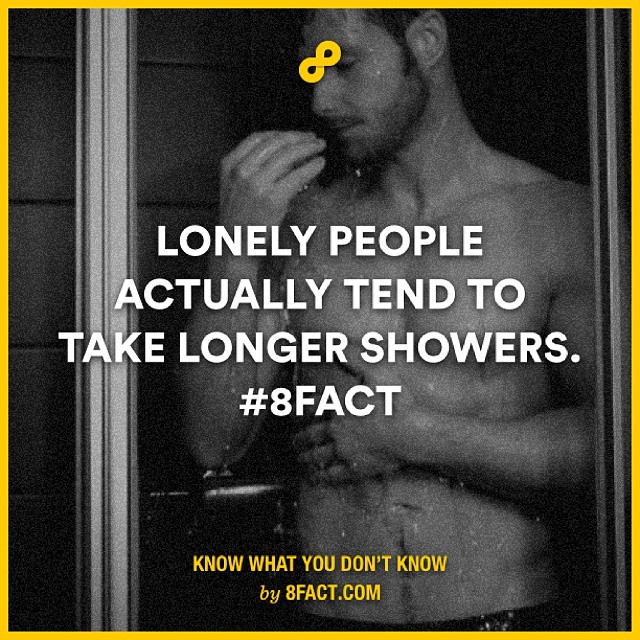 LONELY PEOPLE
ACTUALLY TEND TO
TAKE LONGER SHOWERS.
#8FACT
KNOW WHAT YOU DON'T KNOW
by 8FACT.COM